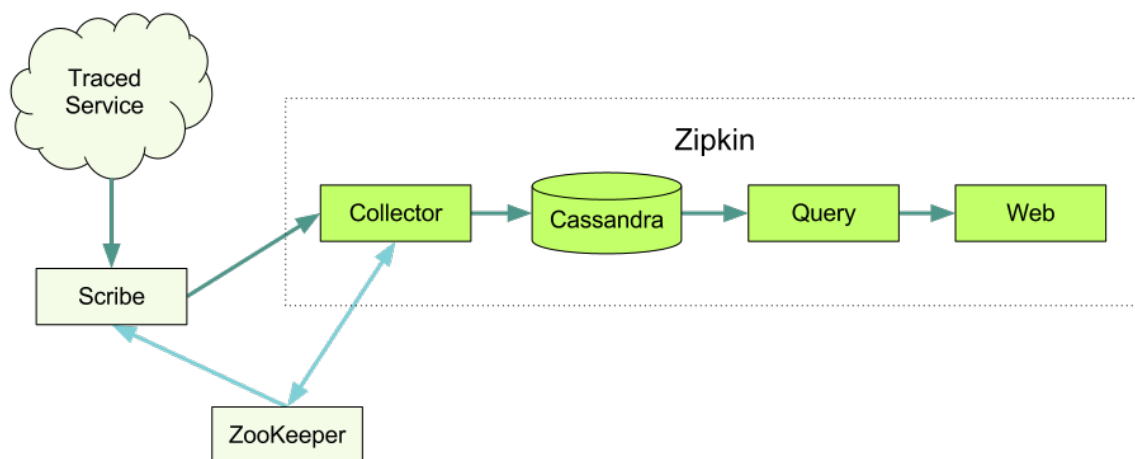 Traced
Service
Zipkin
Collector
Cassandra
Query
Web
Scribe
ZooKeeper